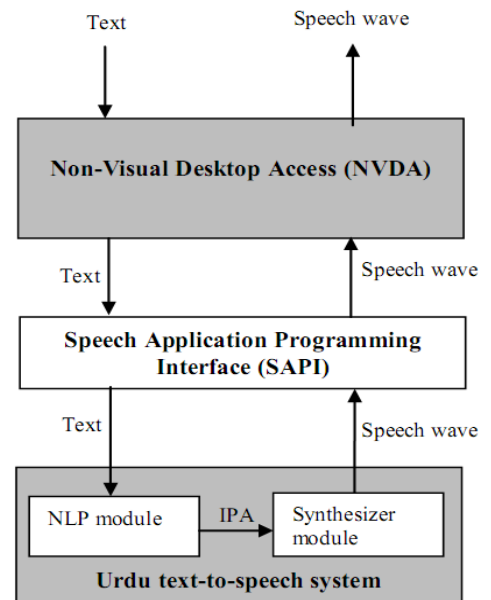 Text
Speech wave
Non-Visual Desktop Access (NVDA)
Text
Speech wave
Speech Application Programming
Interface (SAPI)
Text
Speech wave
NLP module
IPA
Synthesizer
module
Urdu text-to-speech system